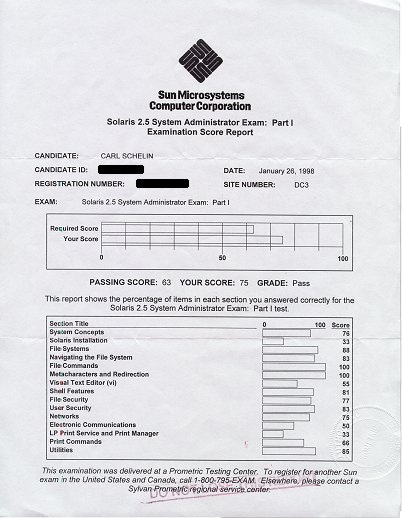 Sun Microsystems
Computer Corporation
Solaris 2.5 System Administrator Exam: Part I
Examination Score Report
CANDIDATE: CARL SCHELIN
CANDIDATE ID:
DATE: January 26, 1998
REGISTRATION NUMBER:
SITE NUMBER: DC3
EXAM: Solaris 2.5 System Administrator Exam: Part I
Required Score
Your Score
0 50 100
PASSING SCORE: 63 YOUR SCORE: 75 GRADE: Pass
This report shows the percentage of items in each section you answered correctly for the
Solaris 2.5 System Administrator Exam: Part I test.
Section Title 0 100 Score
System Concepts 76
Solaris Installation 33
File Systems 88
Navigating the File System 83
File Commands 100
Metacharacters and Redirection 100
Visual Text Editor (vi) 55
Shell Features 81
File Security 77
User Security 83
Networks 75
Electronic Communications 50
LP Print Service and Print Manager 33
Print Commands 66
Utilities 85
This examination was delivered at a Prometric Testing Center. To register for another Sun
exam in the United States and Canada, call 1-800-795-EXAM. Elsewhere, please contact a
Sylvan Prometric regional service center.